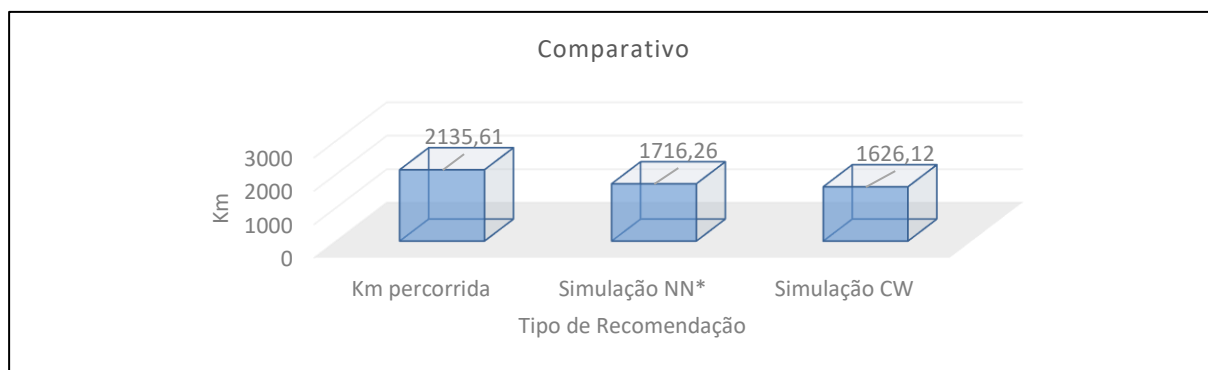 Comparativo
2135,61
1716,26
1626,12
3000
2000
1000
0
Km
Km percorrida
Simulação NN*
Simulação CW
Tipo de Recomendação